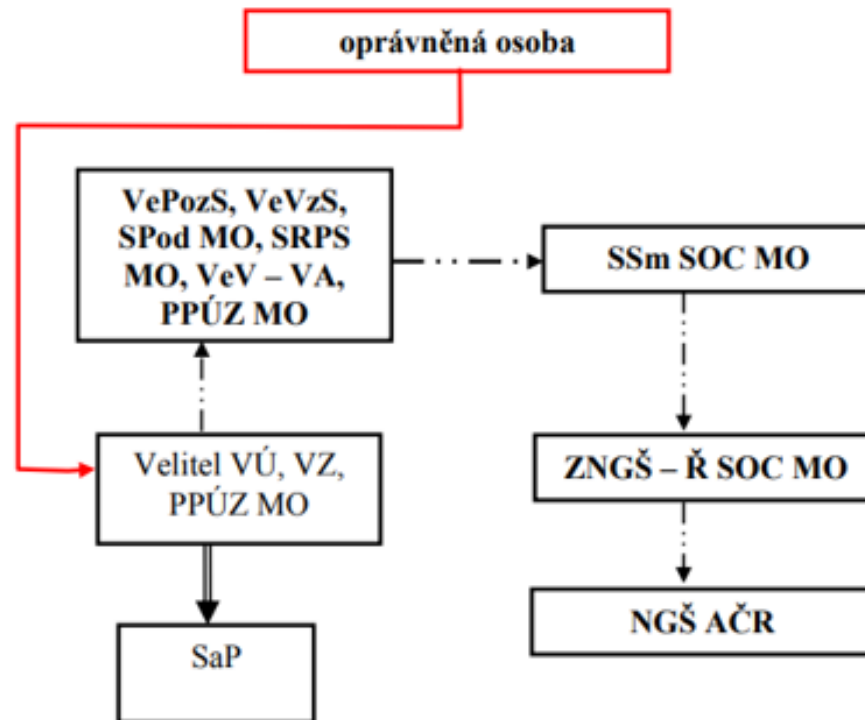 oprávněná osoba
VePozS, VeVzS,
SPod MO, SRPS
MO, VeV – VA,
PPÚZ MO
SSm SOC MO
Velitel VÚ, VZ,
PPÚZ MO
ZNGŠ – Ř SOC MO
NGŠ AČR
SaP